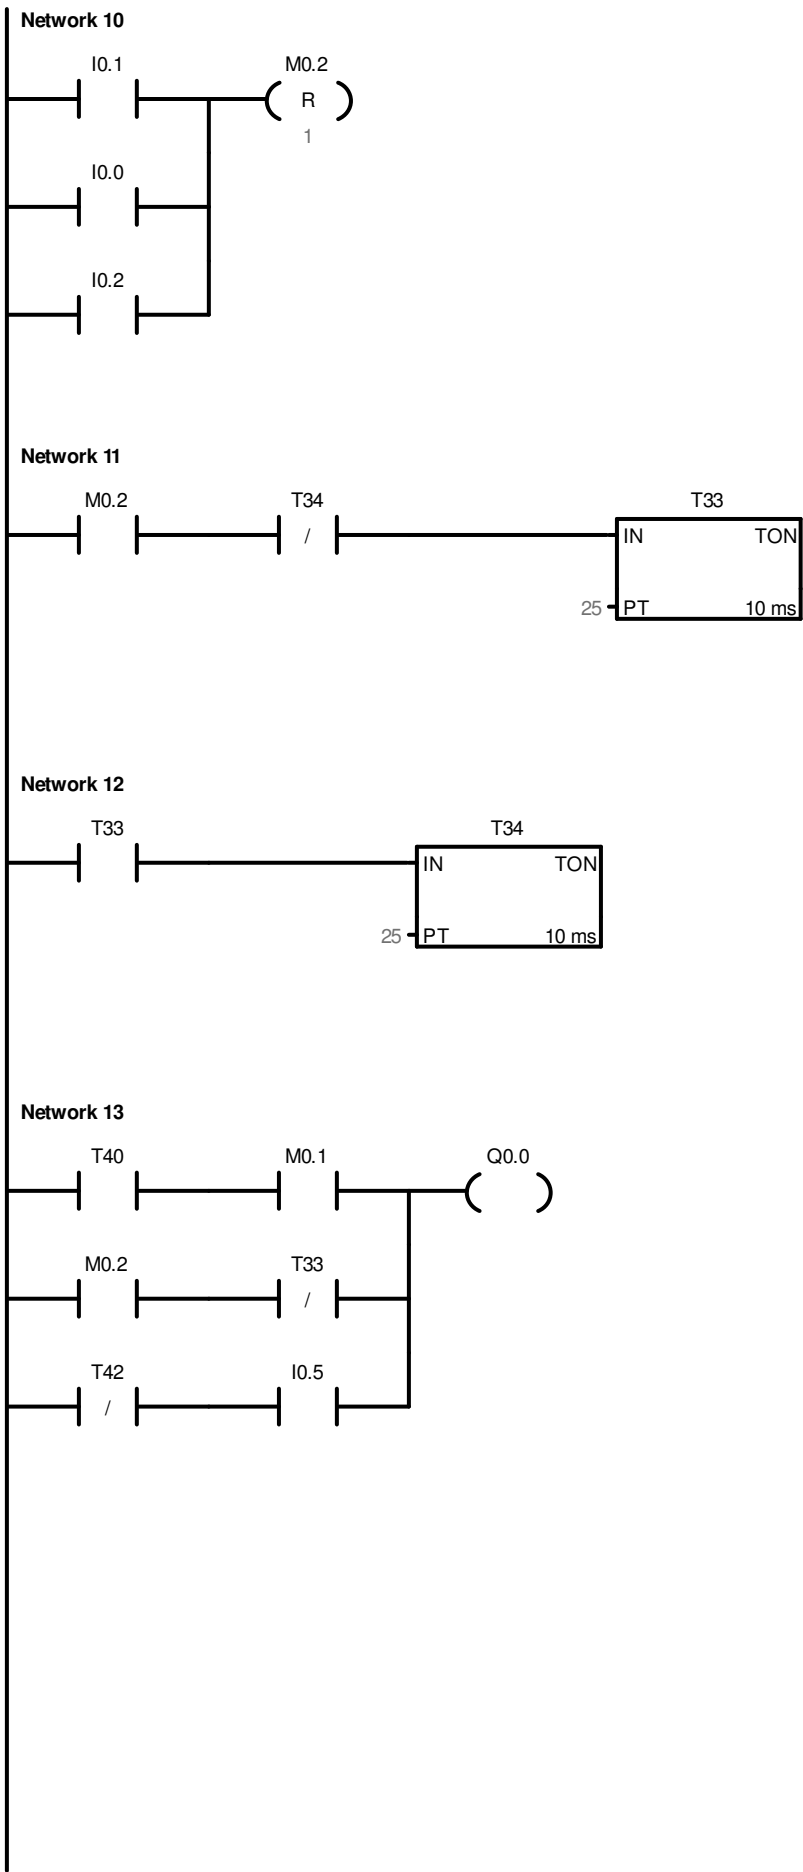 Network 10
I0.1
M0.2
R
1
I0.0
I0.2
Network 11
M0.2
T34
T33
/
IN
TON
25
PT
10 ms
Network 12
T33
T34
IN
TON
25
PT
10 ms
Network 13
T40
M0.1
Q0.0
M0.2
T33
/
T42
I0.5
/